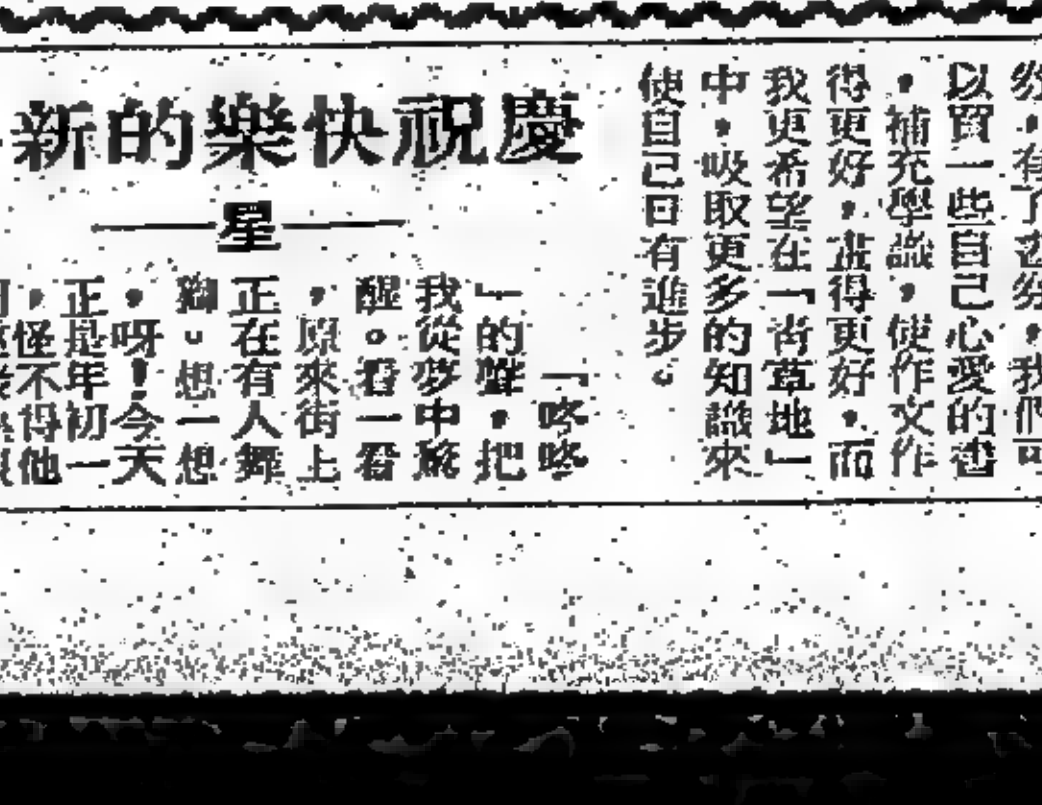 以買一些自己心愛的書
，補充學識，使作文作
得更好，畫得更好，而
我更希望在「青草地」
中，吸取更多的知識來
使自己日有進步。
慶祝快樂的新
——星——
「咚咚
」的聲，把
我從夢中驚
醒。看一看
，原來街上
正在有人舞
獅。想一想
，呀！今天
正是年初一
，怪不得他